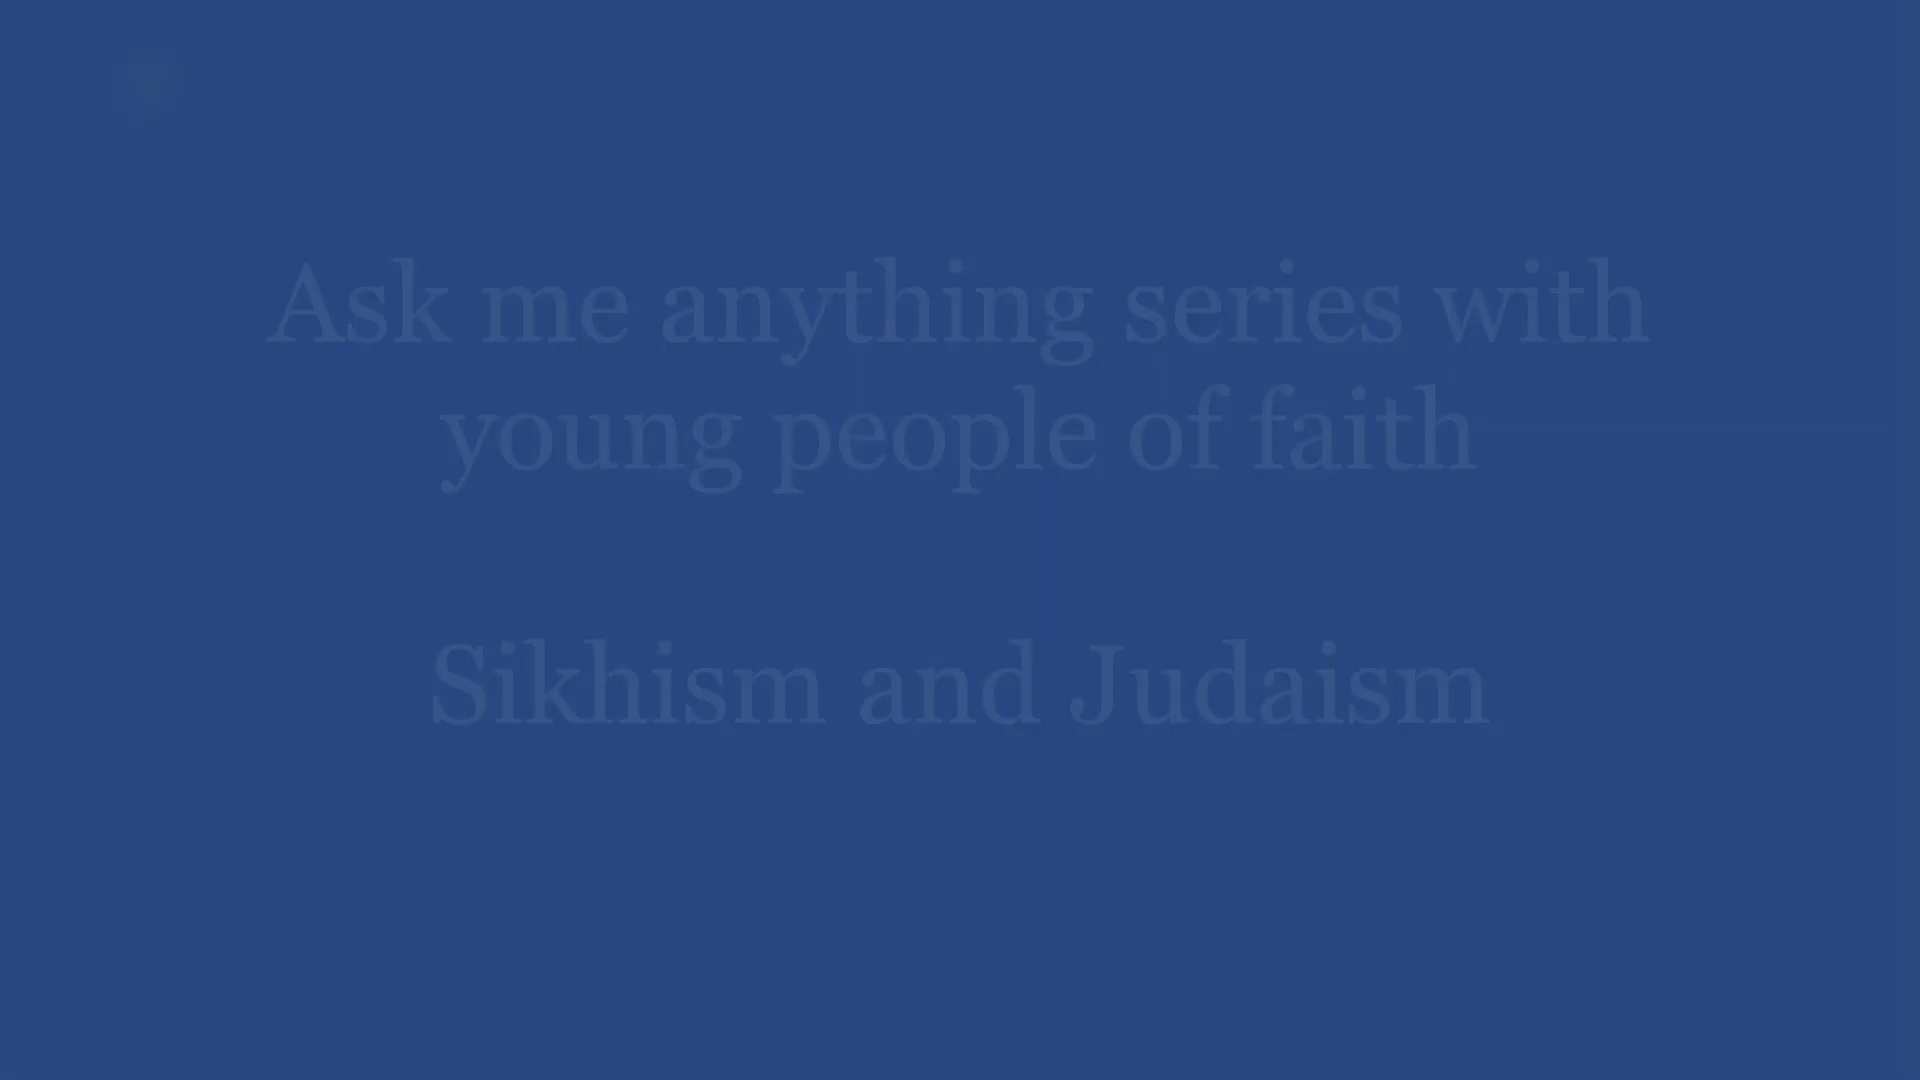 Ask me anything series with
young people of faith
Sikhism and Judaism